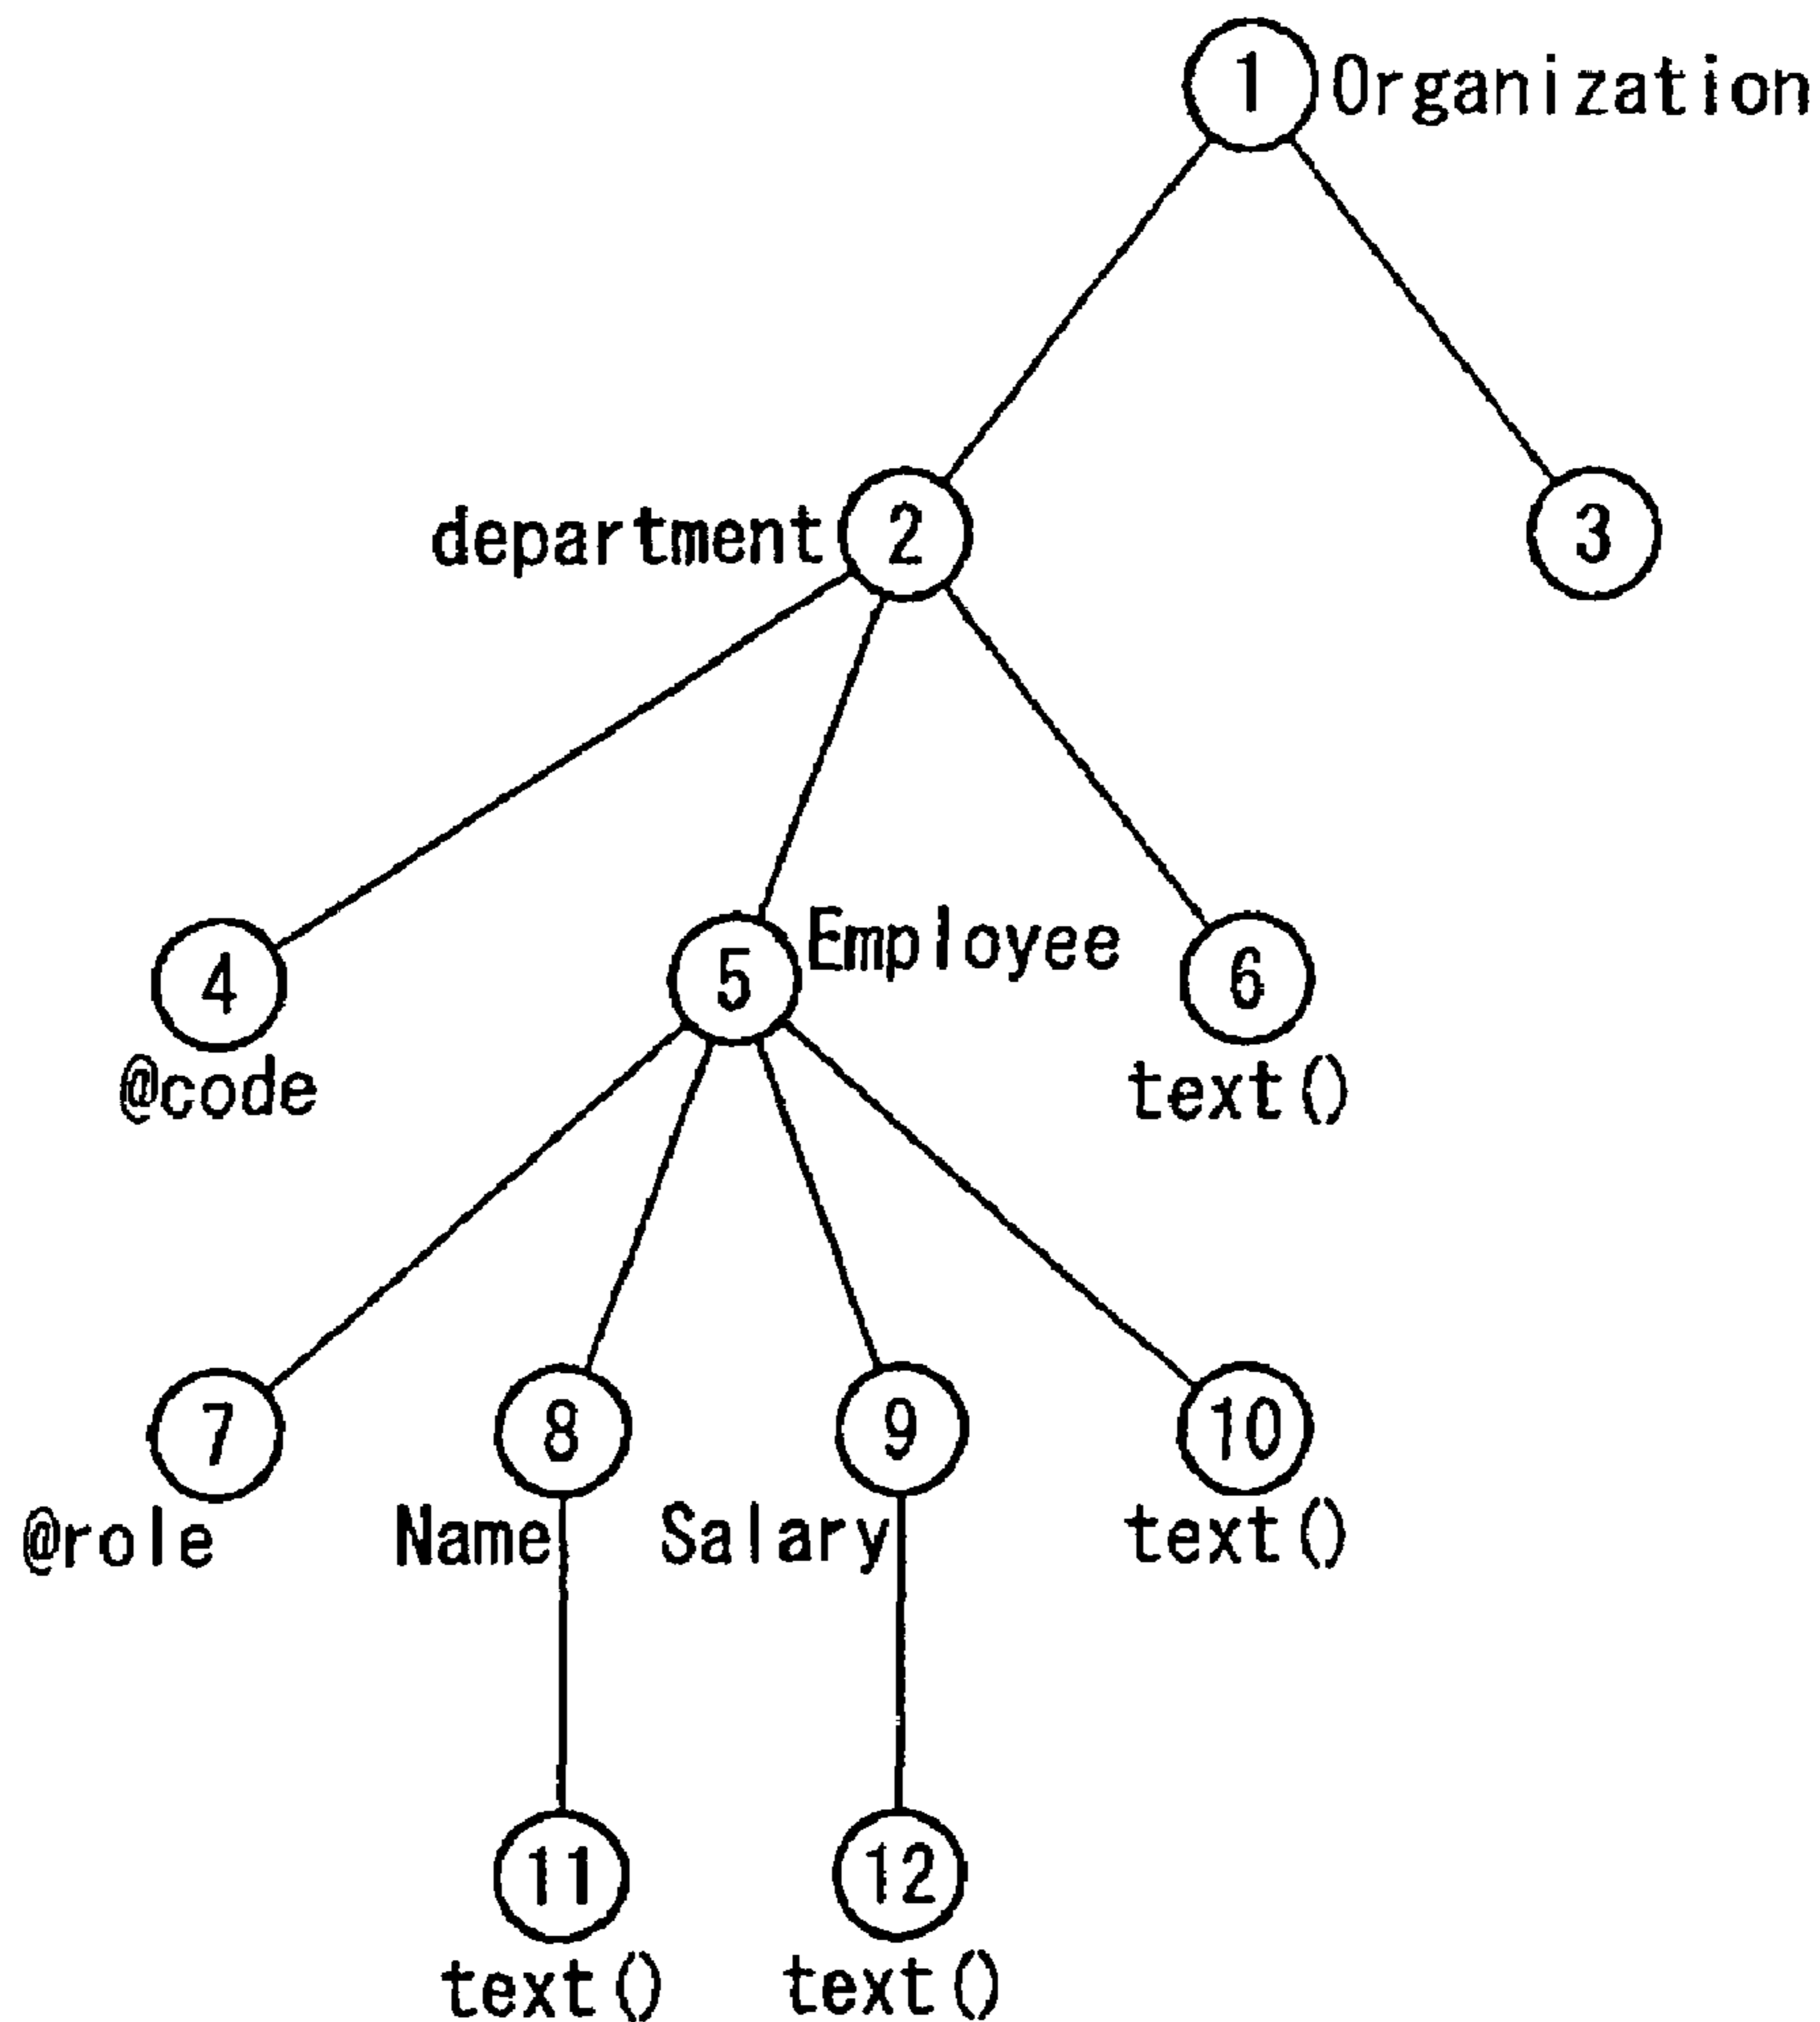 1 Organization
department 2 3
4 5 Employee 6
@code text()
7 8 9 10
@role Name Salary text()
11 12
text() text()